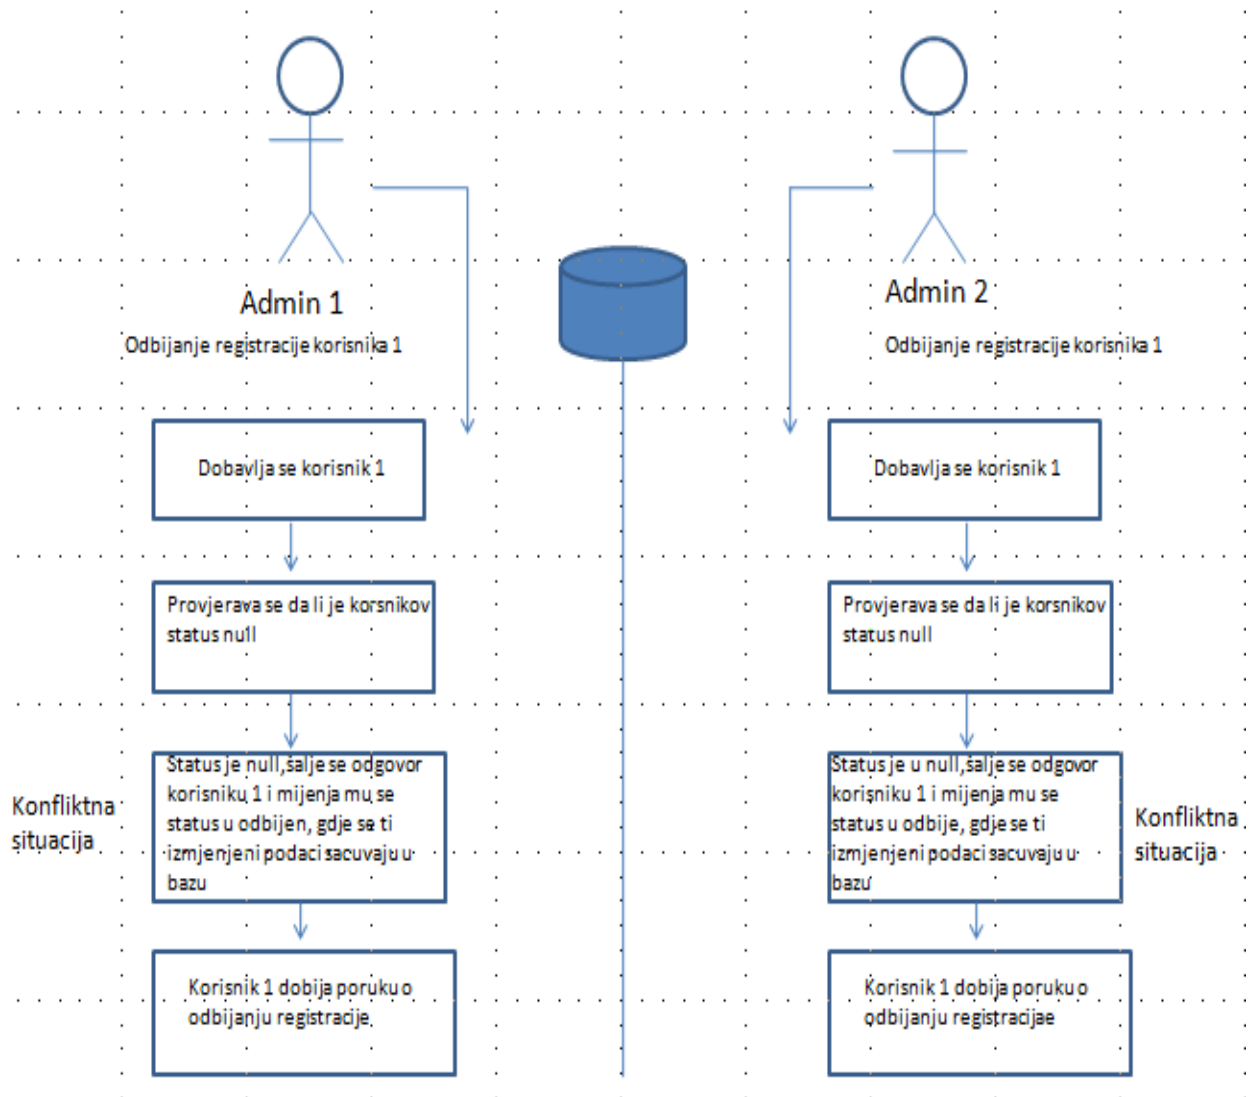 Admin 1
Odbijanje registracije korisnika 1
Dobavlja se korisnik 1
Provjerava se da li je korsnikov
status null
Konfliktna
situacija
Status je null,šalje se odgovor
korisniku 1 i mijenja mu se
status u odbijen, gdje se ti
izmjenjeni podaci sacuvaju u
bazu
Korisnik 1 dobija poruku o
odbijanju registracije
Admin 2
Odbijanje registracije korisnika 1
Dobavlja se korisnik 1
Provjerava se da li je korsnikov
status null
Status je u null,šalje se odgovor
korisniku 1 i mijenja mu se
status u odbije, gdje se ti
izmjenjeni podaci sacuvaju u
bazu
Konfliktna
situacija
Korisnik 1 dobija poruku o
odbijanju registracijae